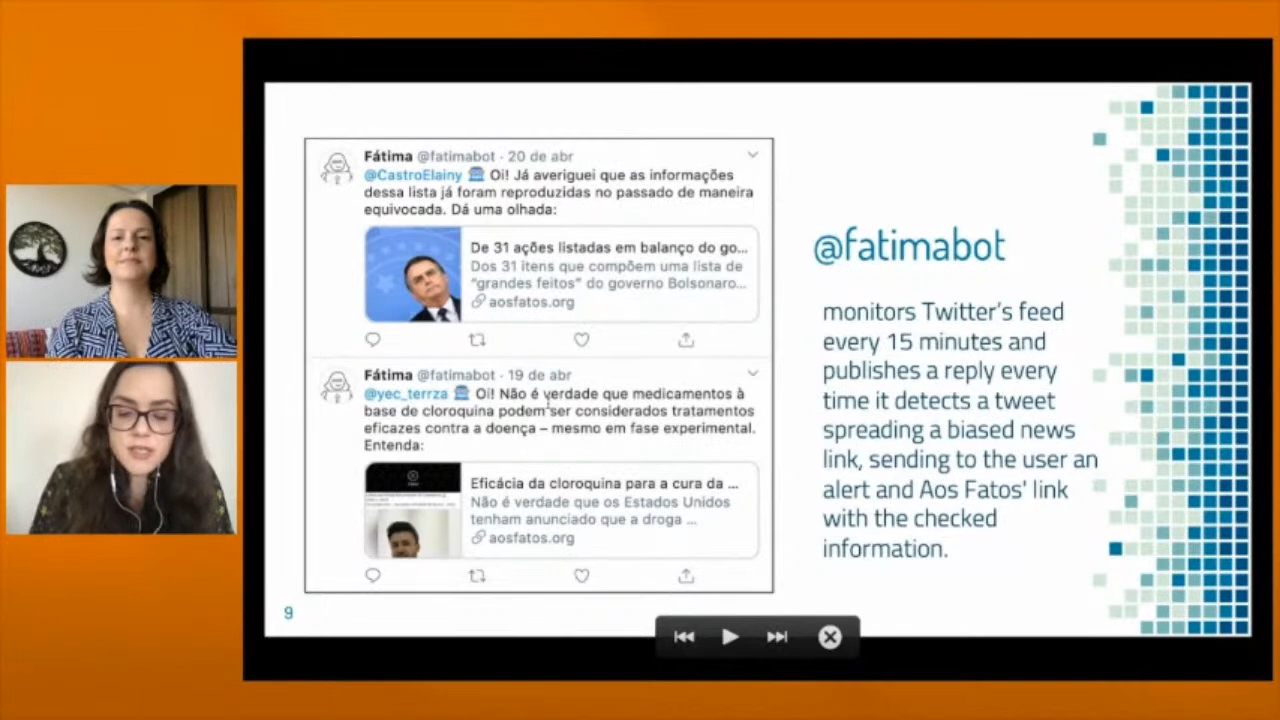 Fátima @fatimabot · 20 de abr
@CastroElainy Oi! Já averiguei que as informações
dessa lista já foram reproduzidas no passado de maneira
equivocada. Dá uma olhada:
De 31 ações listadas em balanço do go...
Dos 31 itens que compõem uma lista de
"grandes feitos" do governo Bolsonaro...
aosfatos.org
Fátima @fatimabot · 19 de abr
@yec_terrza Oi! Não é verdade que medicamentos à
base de cloroquina podem ser considerados tratamentos
eficazes contra a doença – mesmo em fase experimental.
Entenda:
Eficácia da cloroquina para a cura da ...
Não é verdade que os Estados Unidos
tenham anunciado que a droga ...
aosfatos.org
@fatimabot
monitors Twitter's feed
every 15 minutes and
publishes a reply every
time it detects a tweet
spreading a biased news
link, sending to the user an
alert and Aos Fatos' link
with the checked
information.
9